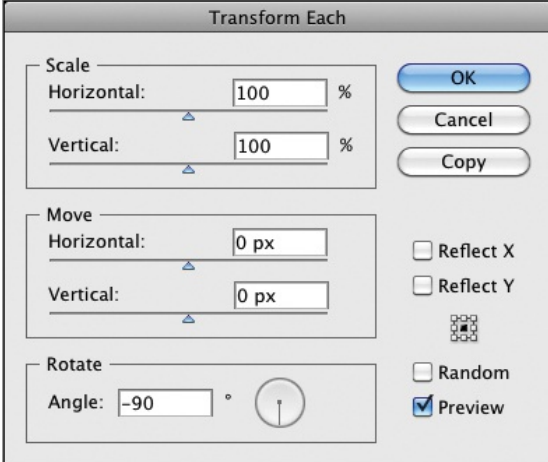 Transform Each
Scale
Horizontal: 100 %
Vertical: 100 %
OK
Cancel
Copy
Move
Horizontal: 0 px
Vertical: 0 px
Reflect X
Reflect Y
Rotate
Angle: -90 °
Random
Preview